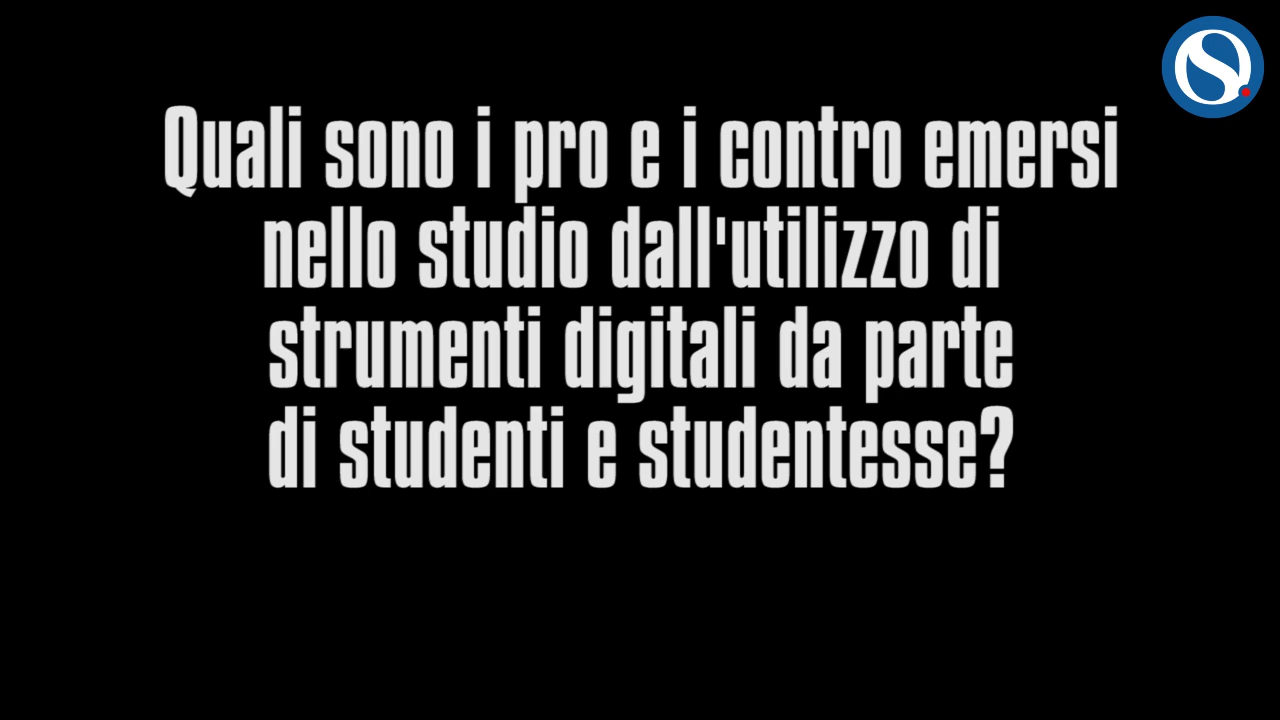 Quali sono i pro e i contro emersi
nello studio dall'utilizzo di
strumenti digitali da parte
di studenti e studentesse?